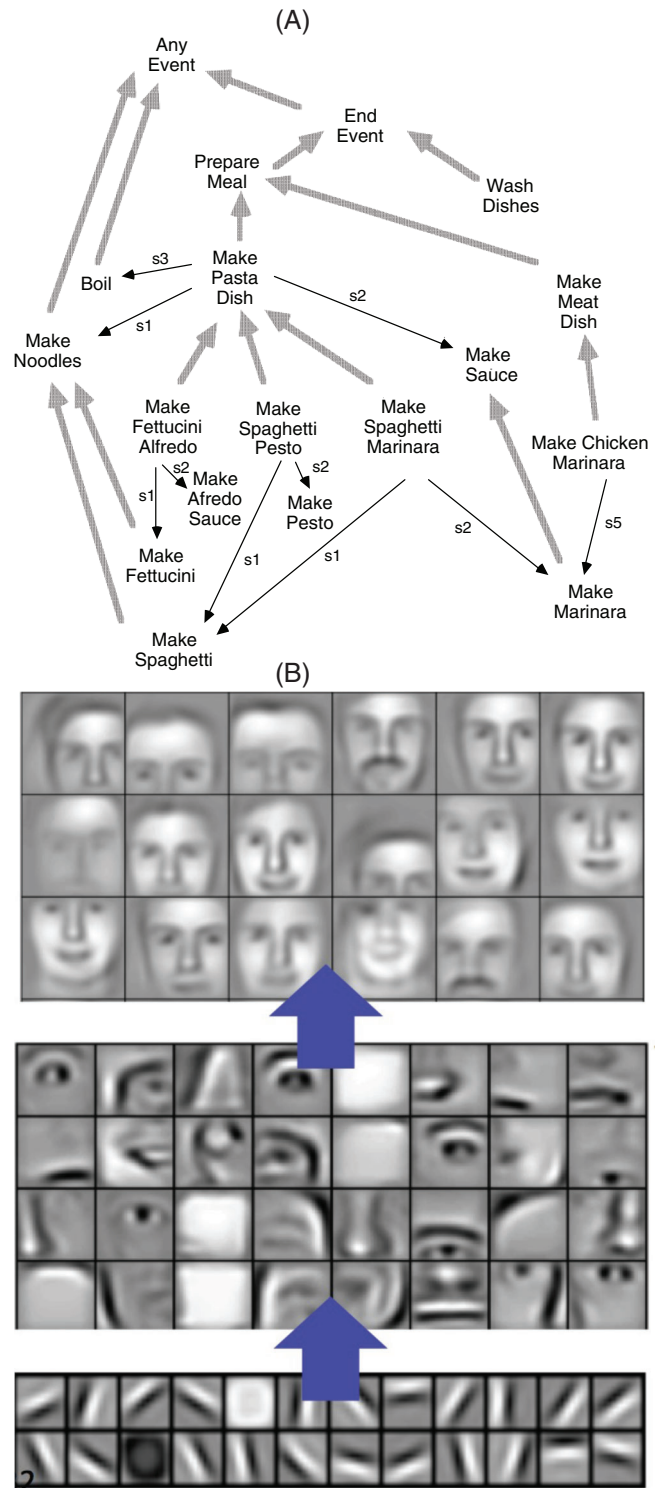 (A)
Any
Event
End
Event
Prepare
Meal
Wash
Dishes
Boil
s3
Make
Pasta
Dish
s2
Make
Meat
Dish
s1
Make
Noodles
Make
Sauce
Make
Fettucini
Alfredo
Make
Spaghetti
Pesto
Make
Spaghetti
Marinara
Make Chicken
Marinara
s2
s1
Make
Afredo
Sauce
s2
Make
Pesto
s1
s1
s2
s5
Make
Fettucini
Make
Marinara
Make
Spaghetti
(B)
2